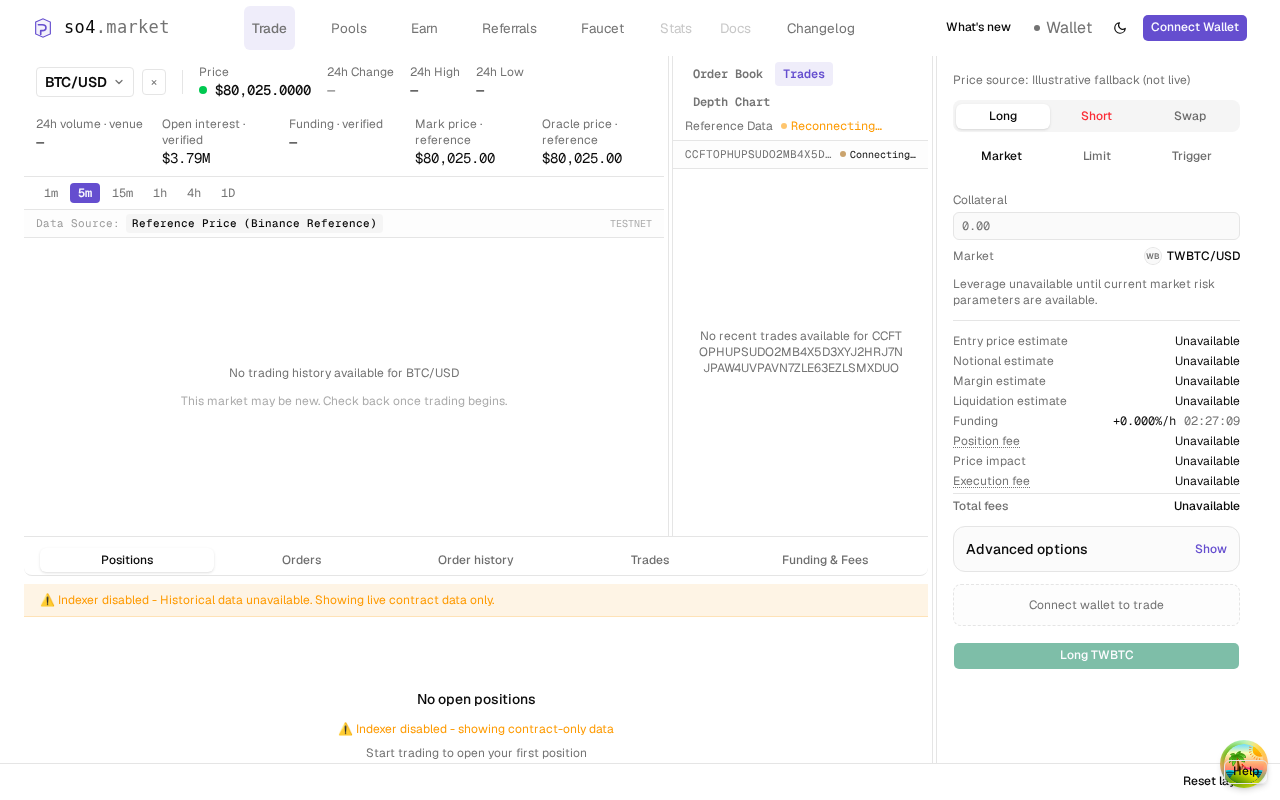 so4.market
Trade
Pools
Earn
Referrals
Faucet
Stats
Docs
Changelog
What's new
Wallet
Connect Wallet
BTC/USD
×
Price
$80,025.0000
24h Change
—
24h High
—
24h Low
—
24h volume · venue
—
Open interest ·
verified
$3.79M
Funding · verified
—
Mark price ·
reference
$80,025.00
Oracle price ·
reference
$80,025.00
1m 5m 15m 1h 4h 1D
Data Source: Reference Price (Binance Reference)
TESTNET
No trading history available for BTC/USD
This market may be new. Check back once trading begins.
Order Book
Trades
Depth Chart
Reference Data
Reconnecting…
CCFTOPHUPSUDO2MB4X5D…
Connecting…
No recent trades available for CCFT
OPHUPSUDO2MB4X5D3XYJ2HRJ7N
JPAW4UVPAVN7ZLE63EZLSMXDUO
Price source: Illustrative fallback (not live)
Long
Short
Swap
Market
Limit
Trigger
Collateral
0.00
Market
WB TWBTC/USD
Leverage unavailable until current market risk
parameters are available.
Entry price estimate Unavailable
Notional estimate Unavailable
Margin estimate Unavailable
Liquidation estimate Unavailable
Funding +0.000%/h 02:27:09
Position fee Unavailable
Price impact Unavailable
Execution fee Unavailable
Total fees Unavailable
Advanced options Show
Connect wallet to trade
Long TWBTC
Positions
Orders
Order history
Trades
Funding & Fees
⚠️ Indexer disabled - Historical data unavailable. Showing live contract data only.
No open positions
⚠️ Indexer disabled - showing contract-only data
Start trading to open your first position
Reset
Help